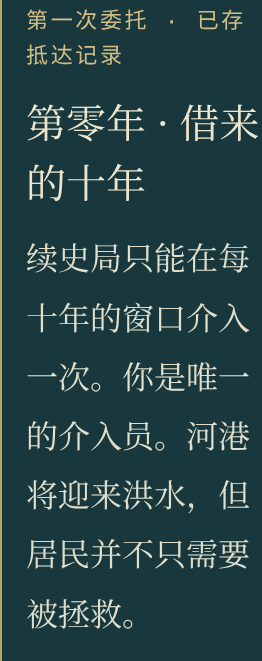 第一次委托 · 已存
抵达记录
第零年 · 借来
的十年
续史局只能在每
十年的窗口介入
一次。你是唯一
的介入员。河港
将迎来洪水，但
居民并不只需要
被拯救。